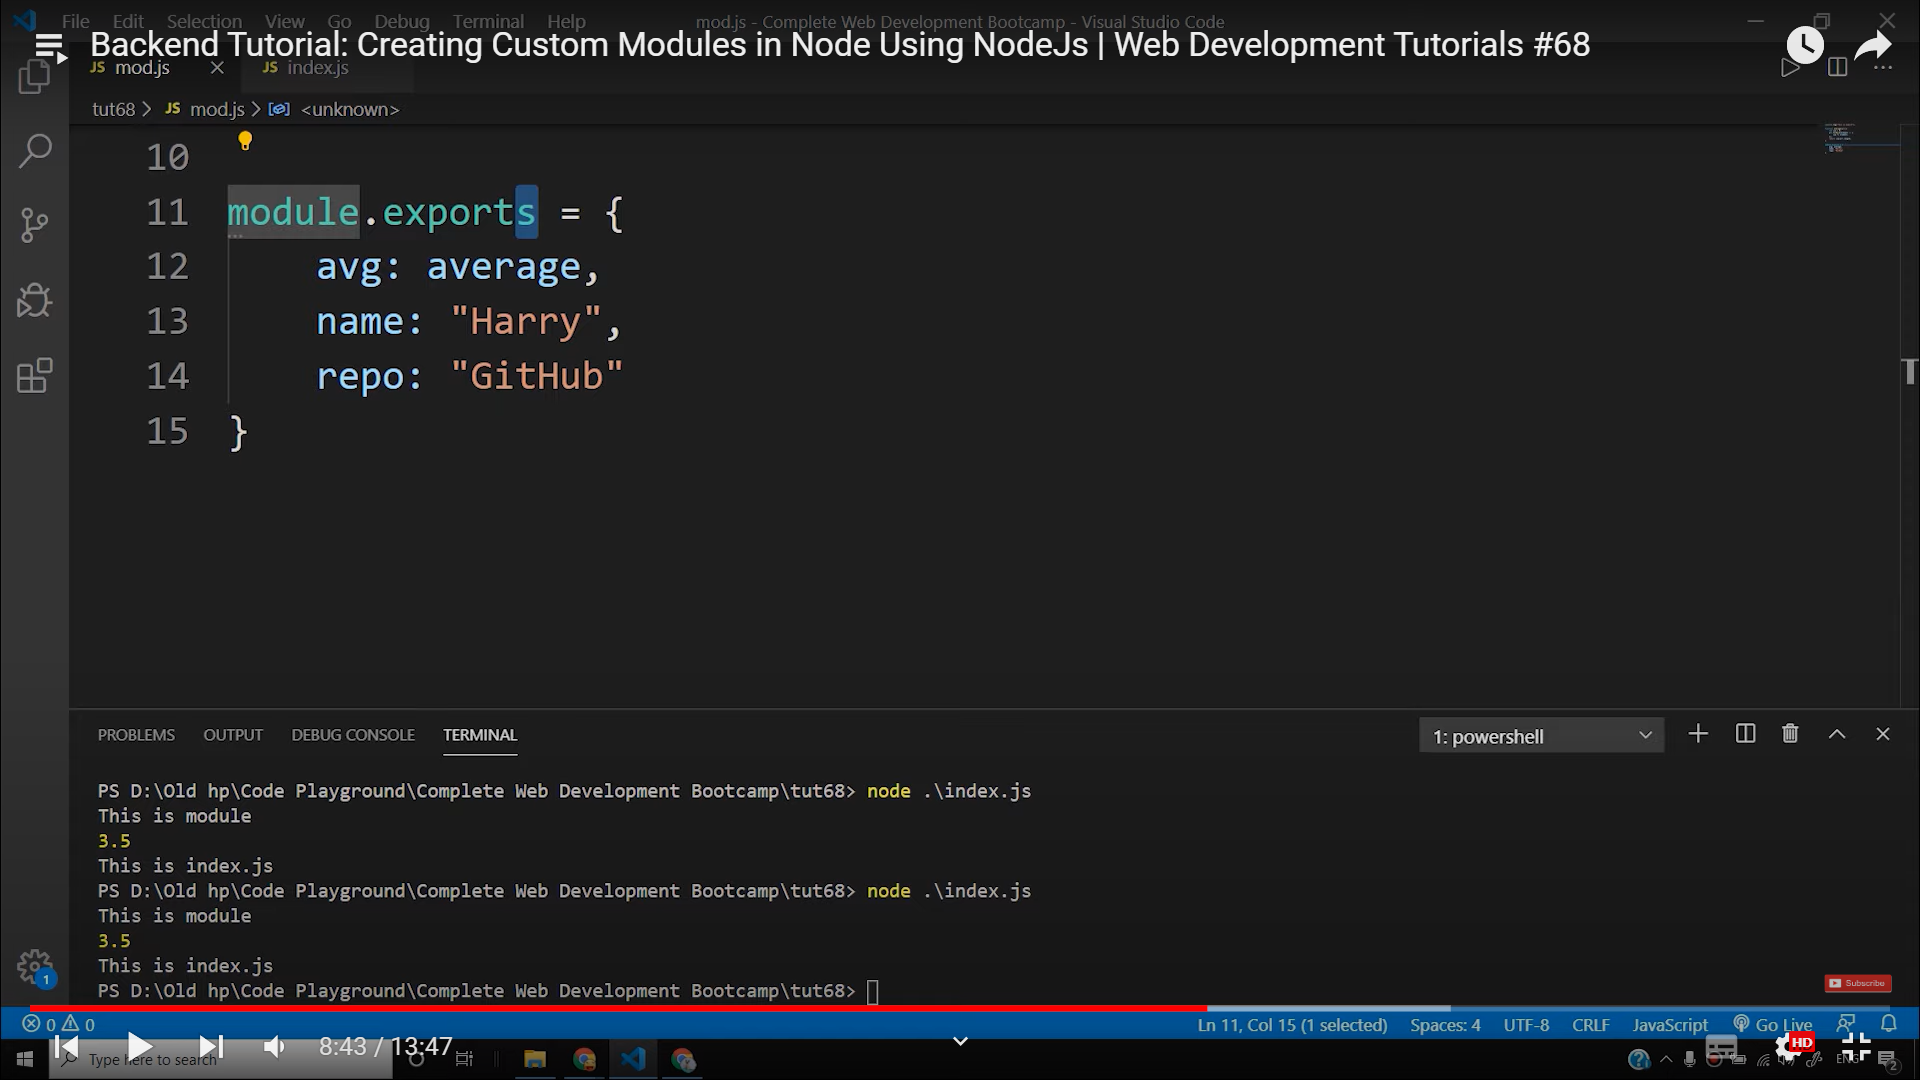 File Edit Selection View Go Debug Terminal Help mod.js - Complete Web Development Bootcamp - Visual Studio Code
Backend Tutorial: Creating Custom Modules in Node Using NodeJs | Web Development Tutorials #68
JS mod.js JS index.js
tut68 > JS mod.js > <unknown>
10
11 module.exports = {
12 avg: average,
13 name: "Harry",
14 repo: "GitHub"
15 }
PROBLEMS OUTPUT DEBUG CONSOLE TERMINAL 1: powershell
PS D:\Old hp\Code Playground\Complete Web Development Bootcamp\tut68> node .\index.js
This is module
3.5
This is index.js
PS D:\Old hp\Code Playground\Complete Web Development Bootcamp\tut68> node .\index.js
This is module
3.5
This is index.js
PS D:\Old hp\Code Playground\Complete Web Development Bootcamp\tut68>
1
Subscribe
0 0 Ln 11, Col 15 (1 selected) Spaces: 4 UTF-8 CRLF JavaScript Go Live
Type here to search 8:43 / 13:47 HD ENG 2